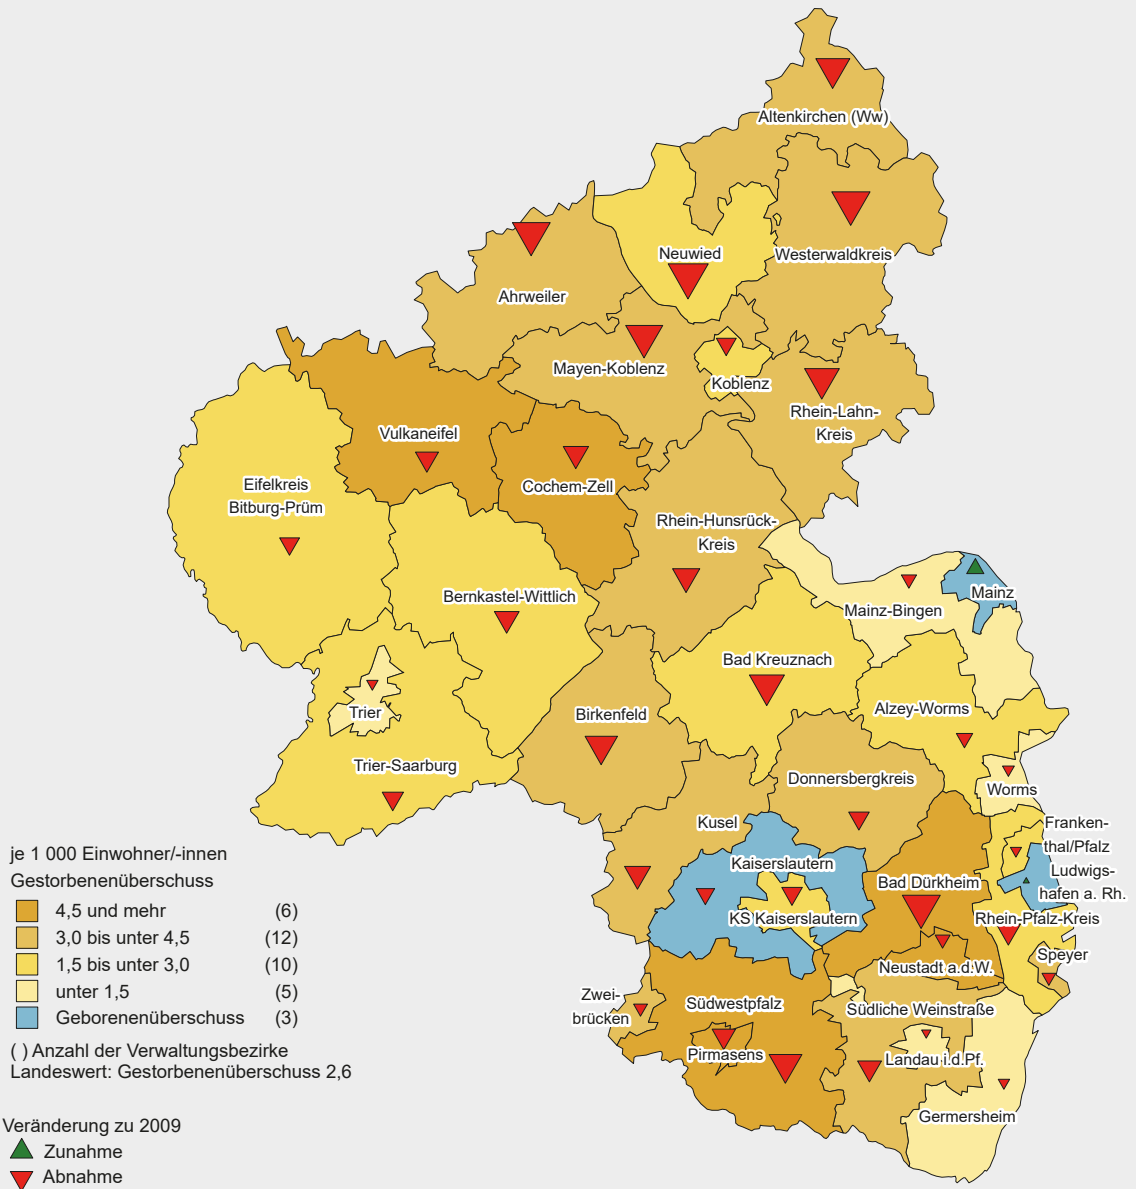 Altenkirchen (Ww)
Neuwied
Westerwaldkreis
Ahrweiler
Mayen-Koblenz
Koblenz
Rhein-Lahn-
Kreis
Vulkaneifel
Cochem-Zell
Eifelkreis
Bitburg-Prüm
Rhein-Hunsrück-
Kreis
Bernkastel-Wittlich
Mainz-Bingen
Mainz
Bad Kreuznach
Trier
Birkenfeld
Alzey-Worms
Trier-Saarburg
Donnersbergkreis
Worms
Kusel
Franken-
thal/Pfalz
Kaiserslautern
Ludwigs-
hafen a. Rh.
Bad Dürkheim
KS Kaiserslautern
Rhein-Pfalz-Kreis
Speyer
Neustadt a.d.W.
Zwei-
brücken
Südwestpfalz
Südliche Weinstraße
Pirmasens
Landau i.d.Pf.
Germersheim
je 1 000 Einwohner/-innen
Gestorbenenüberschuss
4,5 und mehr (6)
3,0 bis unter 4,5 (12)
1,5 bis unter 3,0 (10)
unter 1,5 (5)
Geborenenüberschuss (3)
( ) Anzahl der Verwaltungsbezirke
Landeswert: Gestorbenenüberschuss 2,6
Veränderung zu 2009
Zunahme
Abnahme